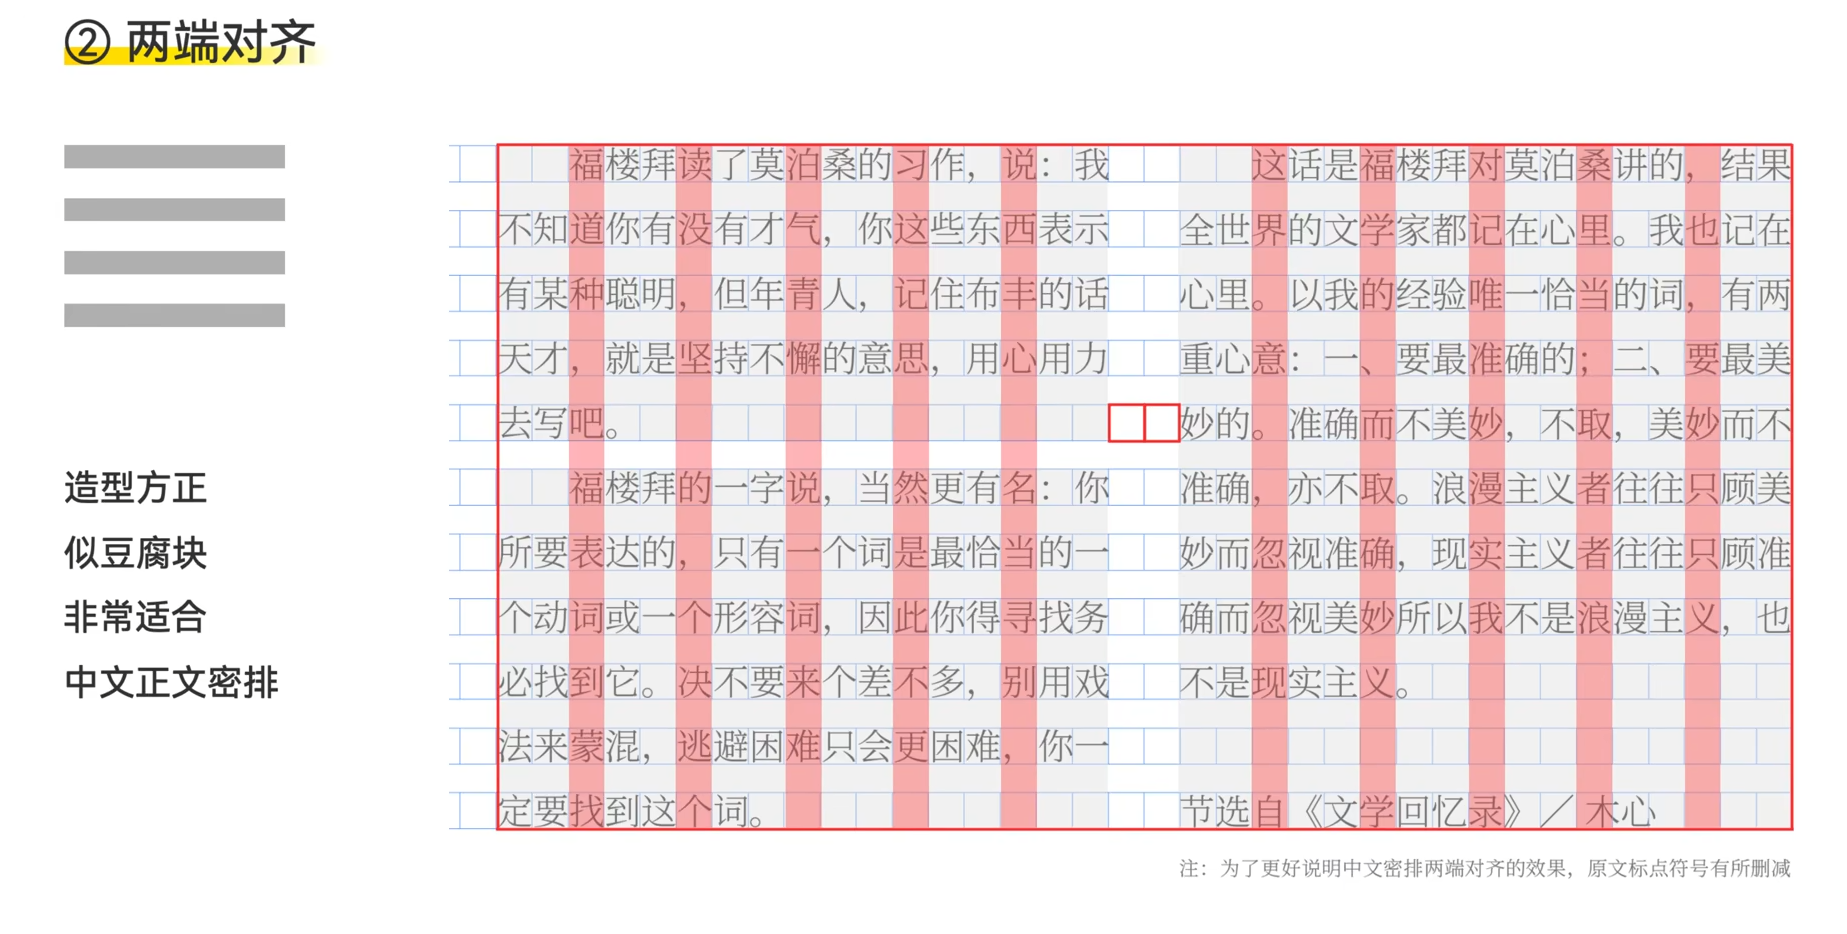 ② 两端对齐
造型方正
似豆腐块
非常适合
中文正文密排
福楼拜读了莫泊桑的习作，说：我
不知道你有没有才气，你这些东西表示
有某种聪明，但年青人，记住布丰的话
天才，就是坚持不懈的意思，用心用力
去写吧。
福楼拜的一字说，当然更有名：你
所要表达的，只有一个词是最恰当的一
个动词或一个形容词，因此你得寻找务
必找到它。决不要来个差不多，别用戏
法来蒙混，逃避困难只会更困难，你一
定要找到这个词。
这话是福楼拜对莫泊桑讲的，结果
全世界的文学家都记在心里。我也记在
心里。以我的经验唯一恰当的词，有两
重心意：一、要最准确的；二、要最美
妙的。准确而不美妙，不取，美妙而不
准确，亦不取。浪漫主义者往往只顾美
妙而忽视准确，现实主义者往往只顾准
确而忽视美妙所以我不是浪漫主义，也
不是现实主义。
节选自《文学回忆录》／木心
注：为了更好说明中文密排两端对齐的效果，原文标点符号有所删减